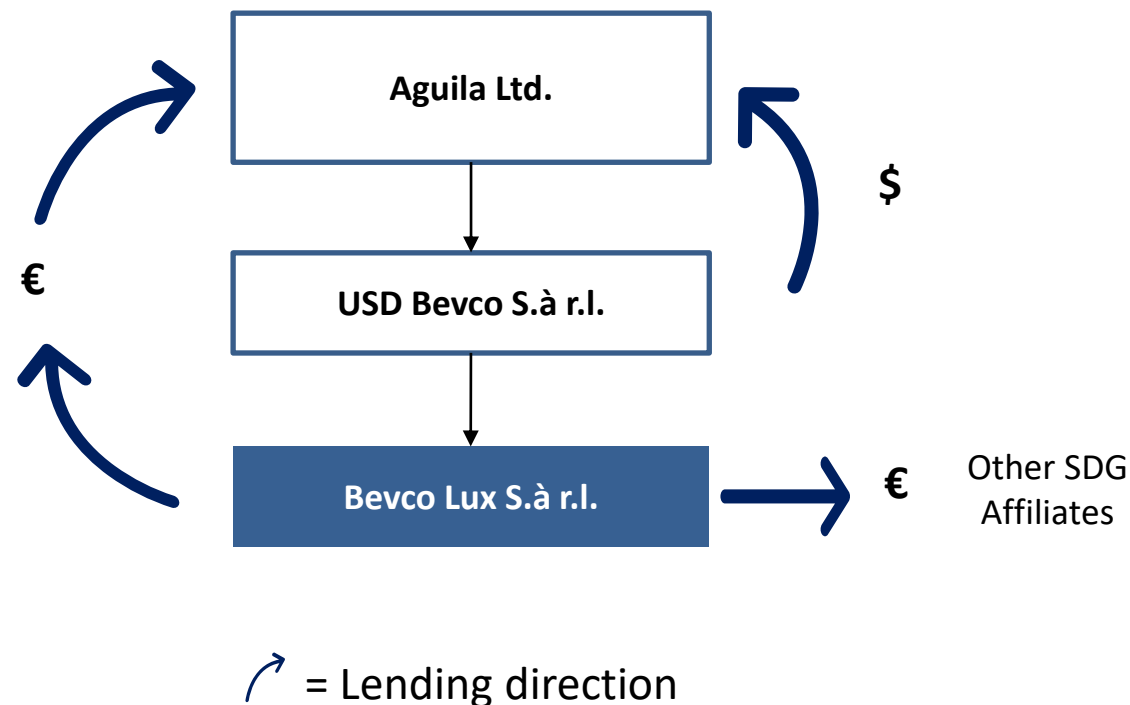 Aguila Ltd.
$
€
USD Bevco S.à r.l.
Bevco Lux S.à r.l.
€
Other SDG
Affiliates
= Lending direction